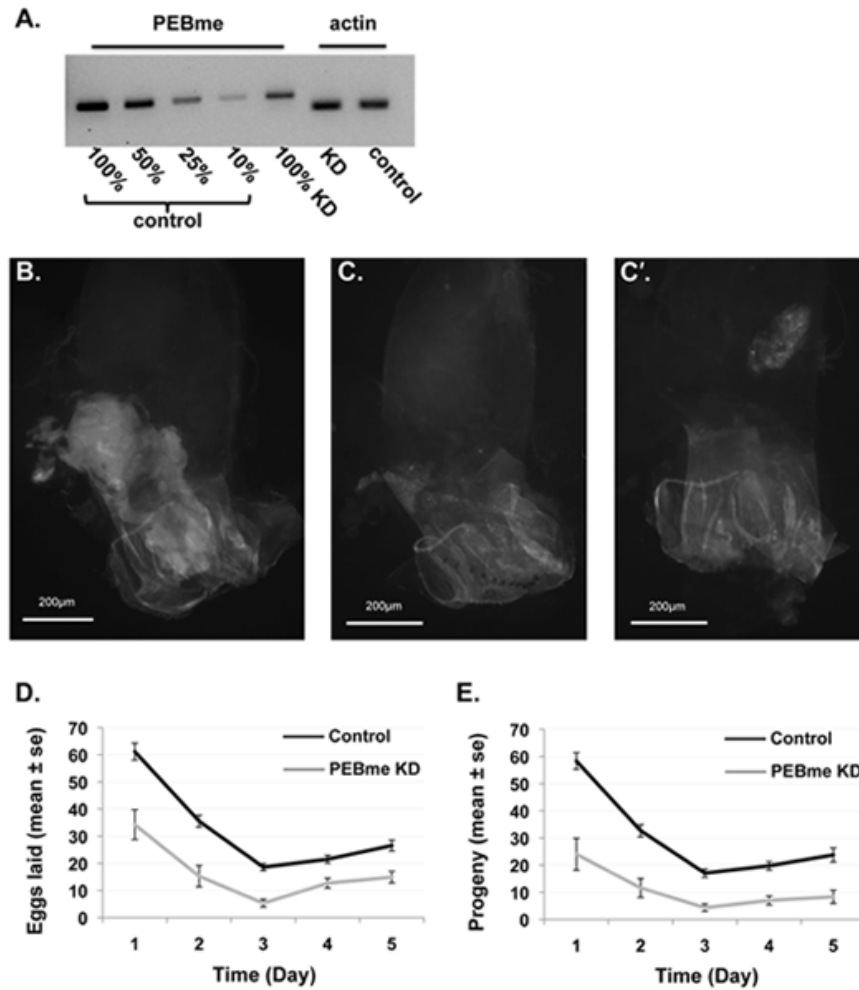 A.
PEBme actin
100% 50% 25% 10% 100% KD KD control
control
B. C. C'.
200µm 200µm 200µm
D.
Eggs laid (mean ± se)
70
60
50
40
30
20
10
0
Control
PEBme KD
1 2 3 4 5
Time (Day)
E.
Progeny (mean ± se)
70
60
50
40
30
20
10
0
Control
PEBme KD
1 2 3 4 5
Time (Day)